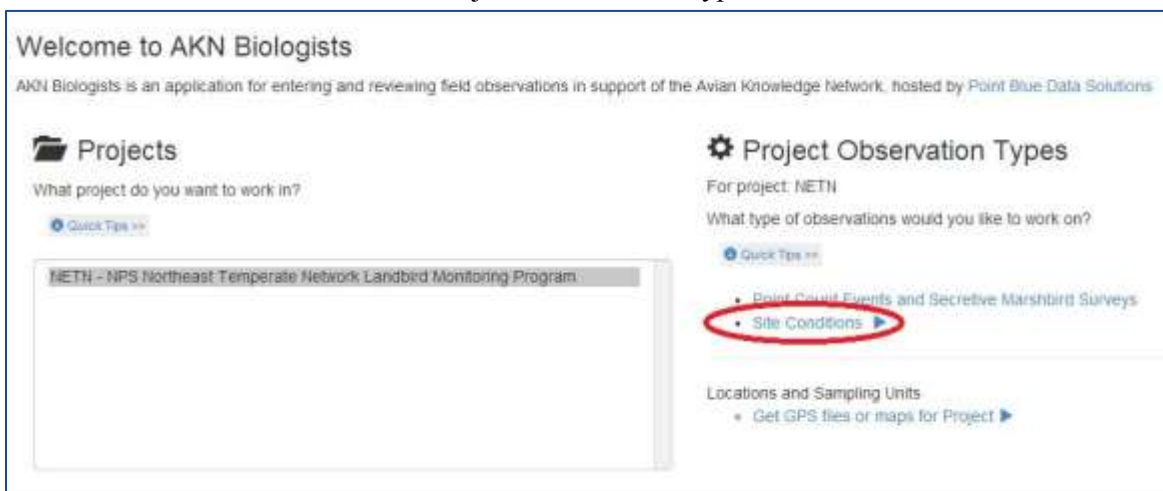 Welcome to AKN Biologists
AKN Biologists is an application for entering and reviewing field observations in support of the Avian Knowledge Network, hosted by Point Blue Data Solutions
Projects
What project do you want to work in?
Quick Tips >>
NETN - NPS Northeast Temperate Network Landbird Monitoring Program
Project Observation Types
For project: NETN
What type of observations would you like to work on?
Quick Tips >>
Point Count Events and Secretive Marshbird Surveys
Site Conditions
Locations and Sampling Units
Get GPS files or maps for Project